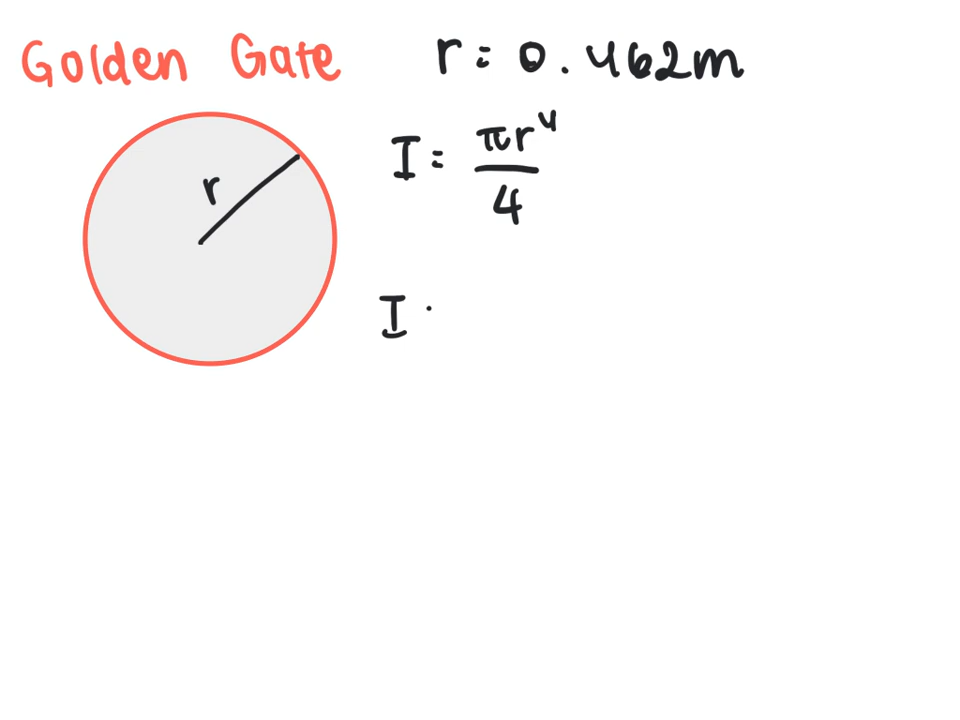 Golden Gate
r = 0.462m
r
I = πr⁴/4
I ·